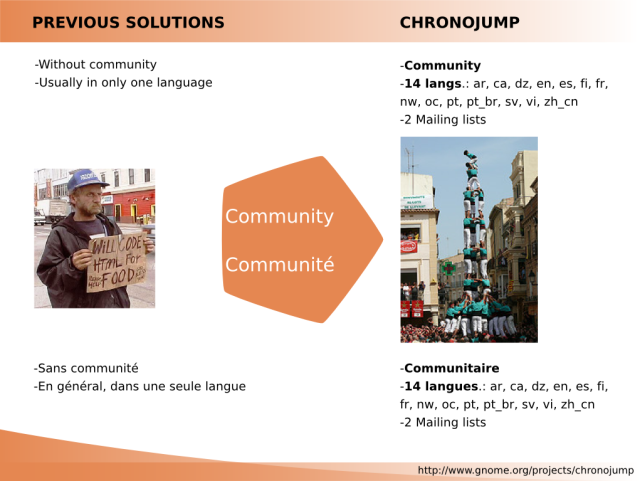 PREVIOUS SOLUTIONS
CHRONOJUMP
-Without community
-Usually in only one language
-Community
-14 langs.: ar, ca, dz, en, es, fi, fr,
nw, oc, pt, pt_br, sv, vi, zh_cn
-2 Mailing lists
WILL CODE
HTML FOR
FOOD
Community
Communité
-Sans communité
-En général, dans une seule langue
-Communitaire
-14 langues.: ar, ca, dz, en, es, fi,
fr, nw, oc, pt, pt_br, sv, vi, zh_cn
-2 Mailing lists
http://www.gnome.org/projects/chronojump